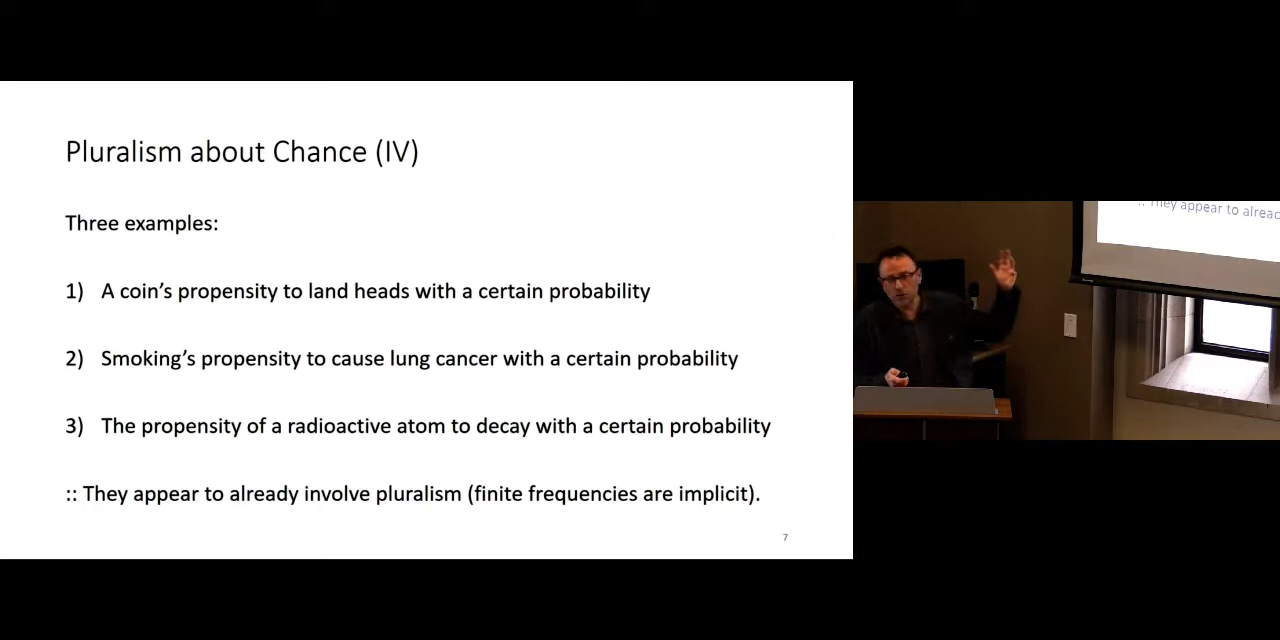 Pluralism about Chance (IV)
Three examples:
1) A coin's propensity to land heads with a certain probability
2) Smoking's propensity to cause lung cancer with a certain probability
3) The propensity of a radioactive atom to decay with a certain probability
:: They appear to already involve pluralism (finite frequencies are implicit).
7
:: They appear to alread